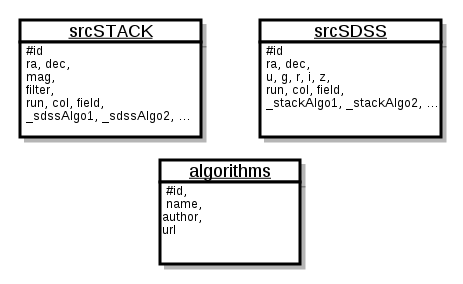 srcSTACK
#id
ra, dec,
mag,
filter,
run, col, field,
_sdssAlgo1, _sdssAlgo2, ...
srcSDSS
#id
ra, dec,
u, g, r, i, z,
run, col, field,
_stackAlgo1, _stackAlgo2, ...
algorithms
#id,
name,
author,
url